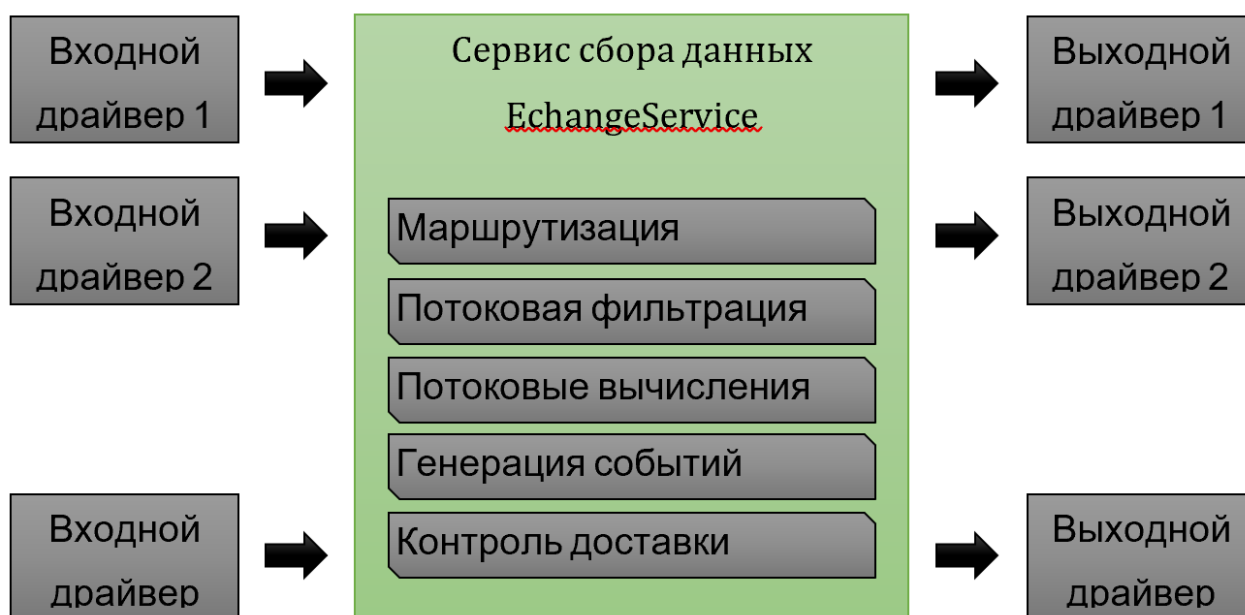 Входной
драйвер 1
Сервис сбора данных
EchangeService
Выходной
драйвер 1
Входной
драйвер 2
Выходной
драйвер 2
Маршрутизация
Потоковая фильтрация
Потоковые вычисления
Генерация событий
Контроль доставки
Входной
драйвер
Выходной
драйвер